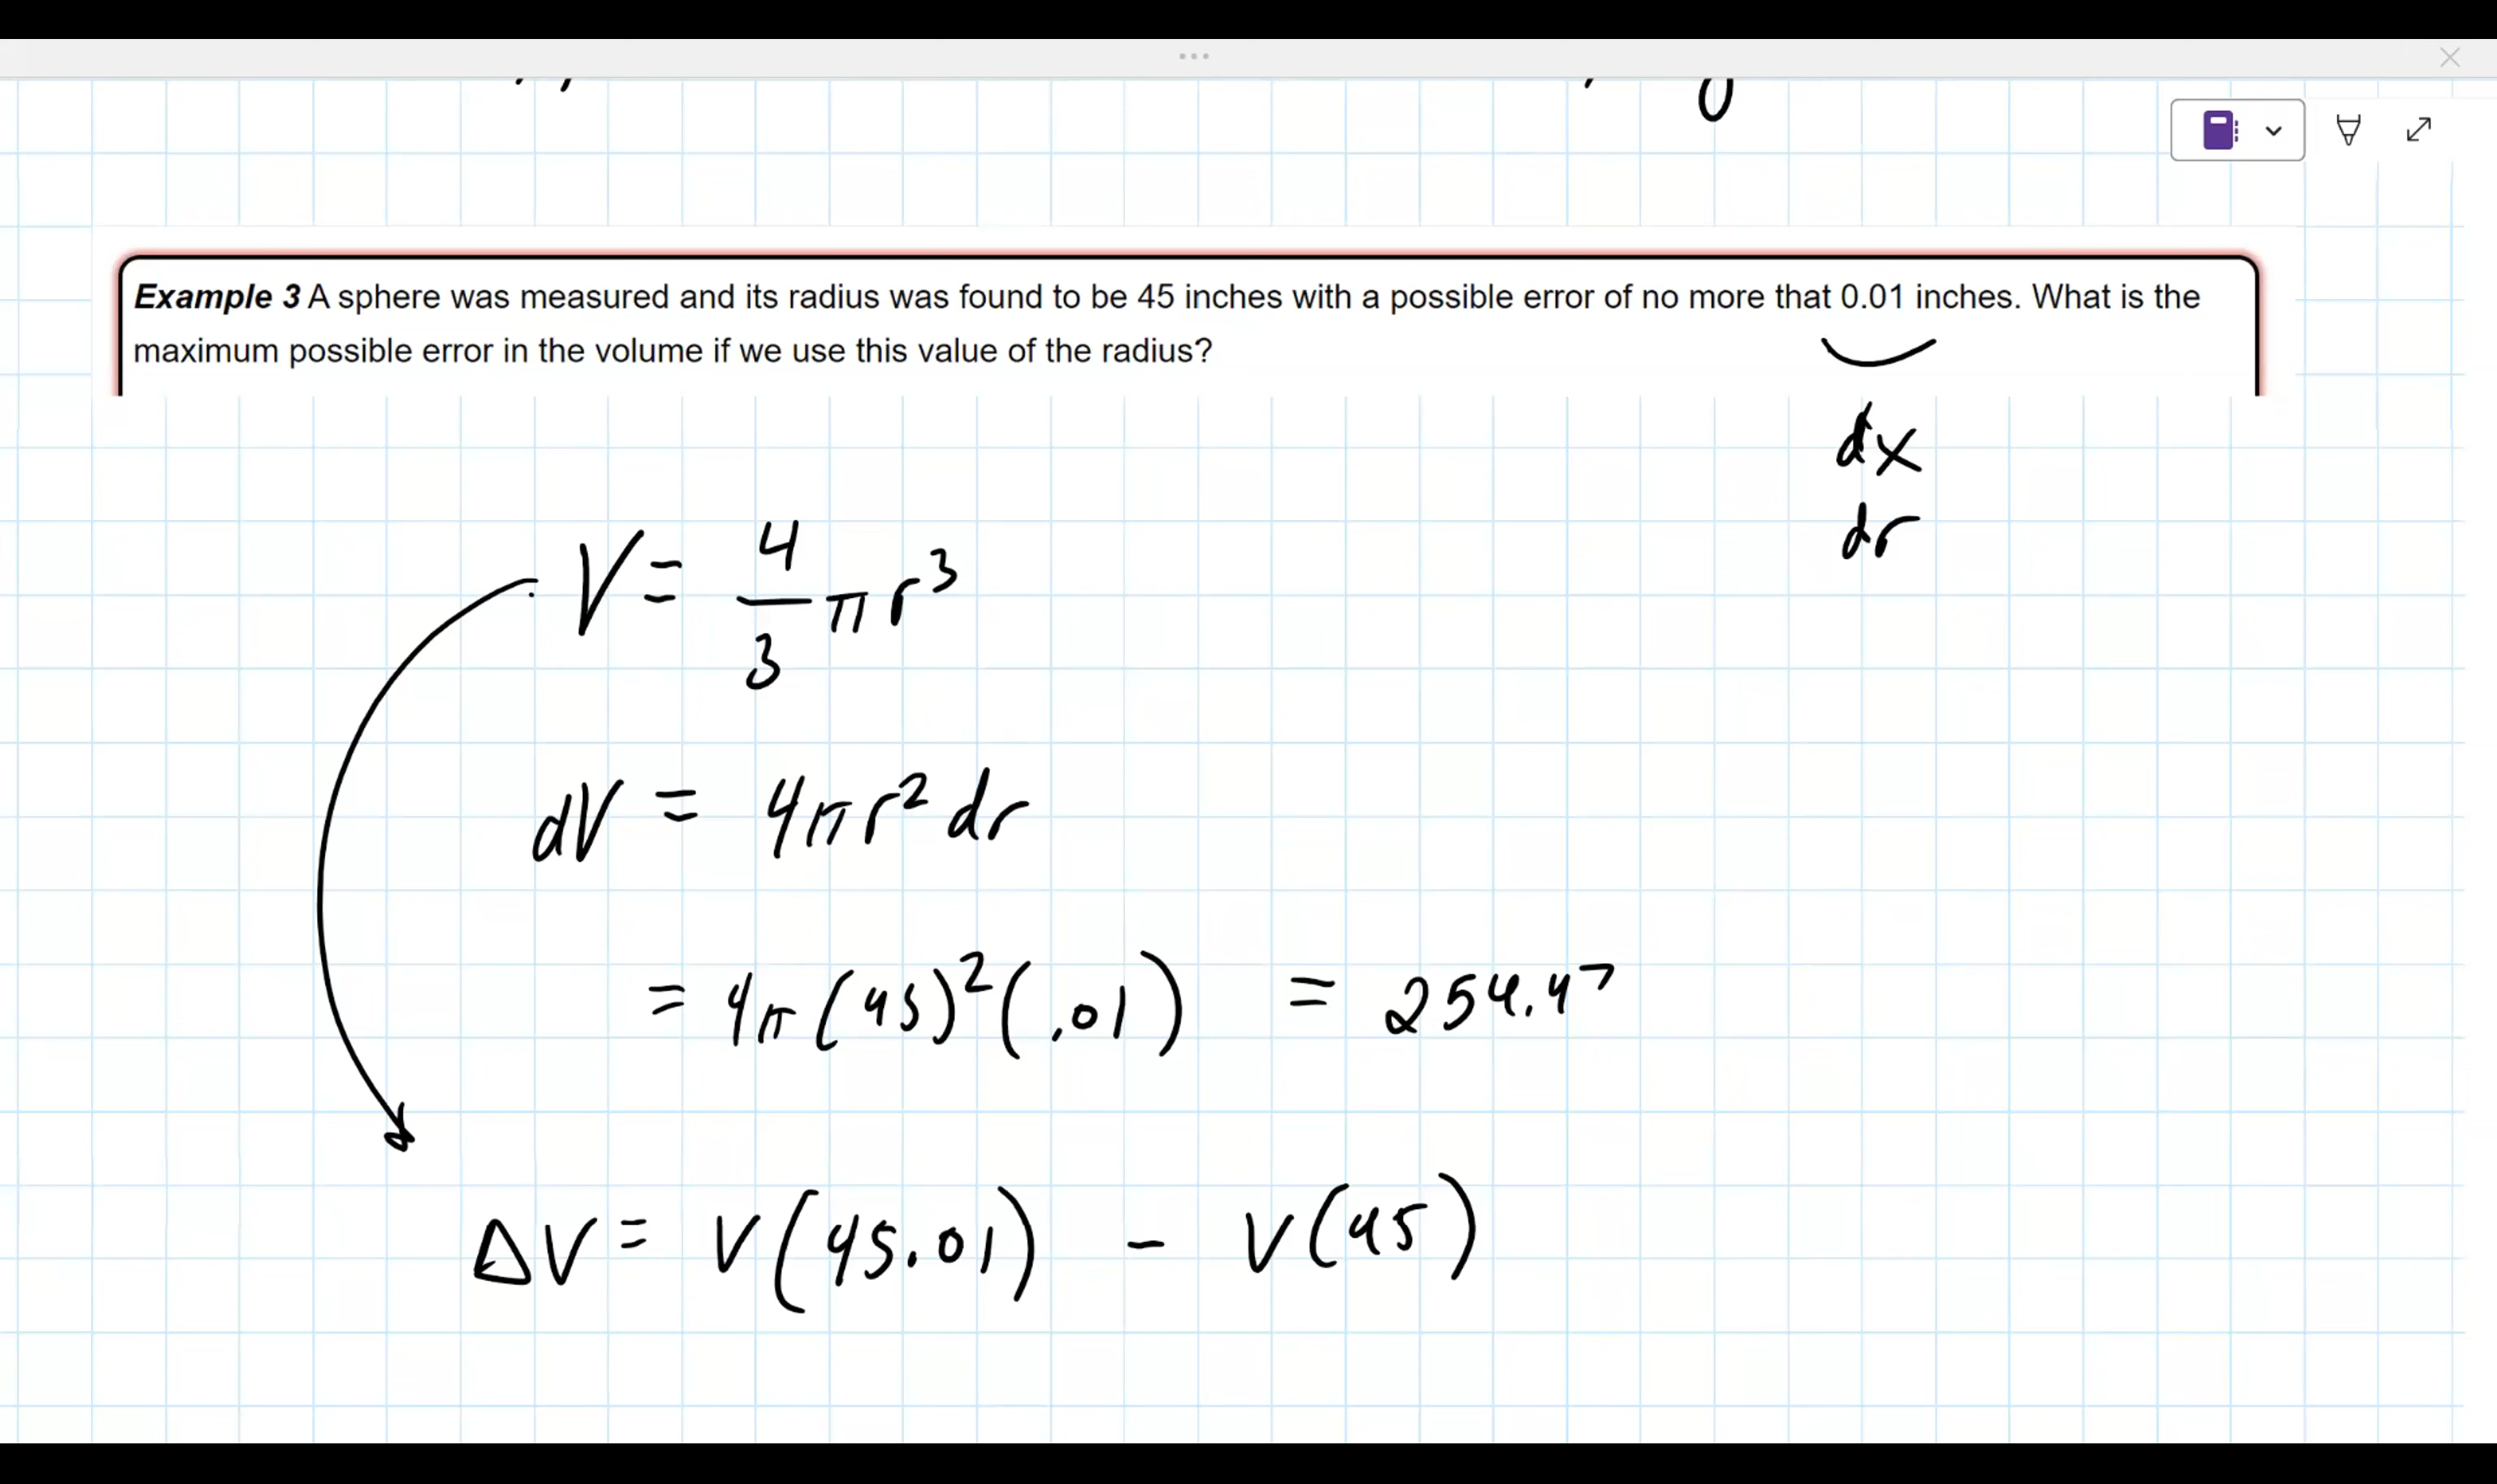 Example 3 A sphere was measured and its radius was found to be 45 inches with a possible error of no more that 0.01 inches. What is the
maximum possible error in the volume if we use this value of the radius?
dx
dr
V = 4/3 πr³
dV = 4πr² dr
= 4π(45)²(.01) = 254.47
ΔV = V(45.01) - V(45)